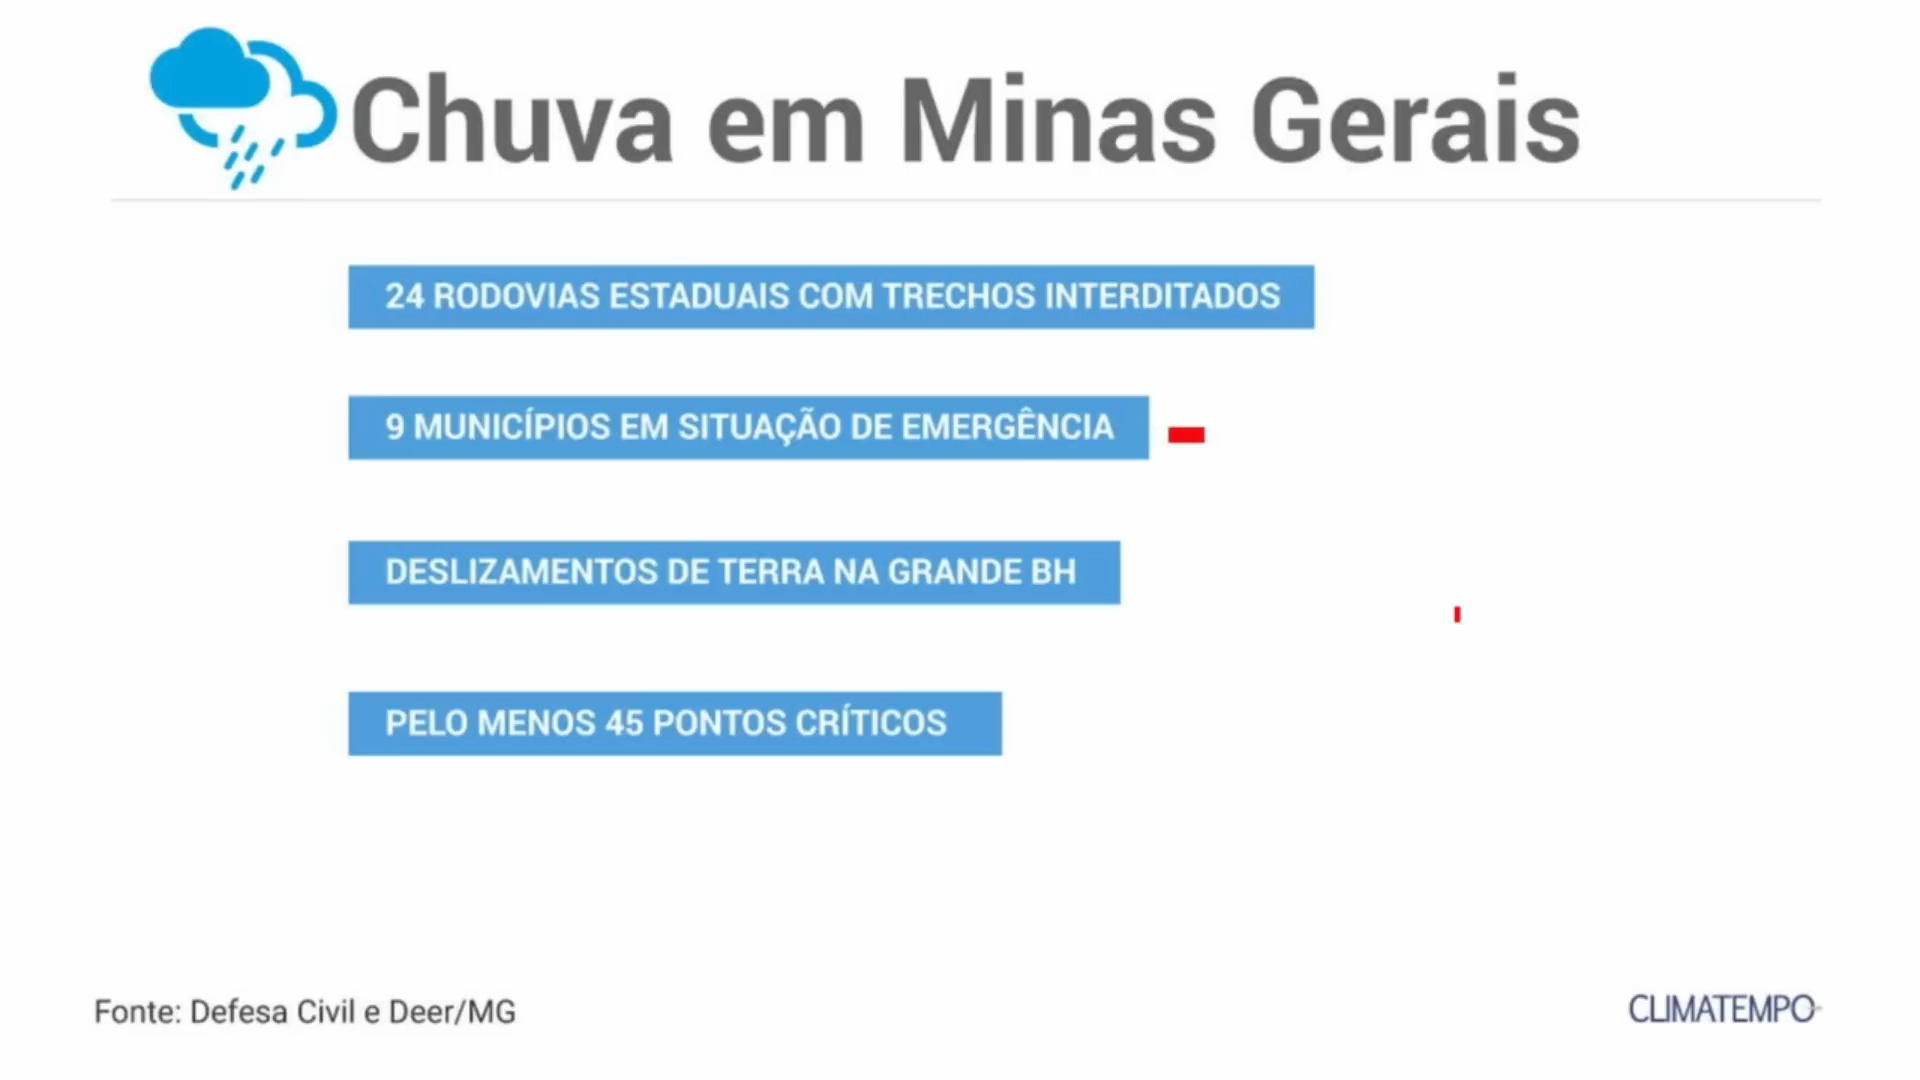 Chuva em Minas Gerais
24 RODOVIAS ESTADUAIS COM TRECHOS INTERDITADOS
9 MUNICÍPIOS EM SITUAÇÃO DE EMERGÊNCIA
DESLIZAMENTOS DE TERRA NA GRANDE BH
PELO MENOS 45 PONTOS CRÍTICOS
Fonte: Defesa Civil e Deer/MG
CLIMATEMPO